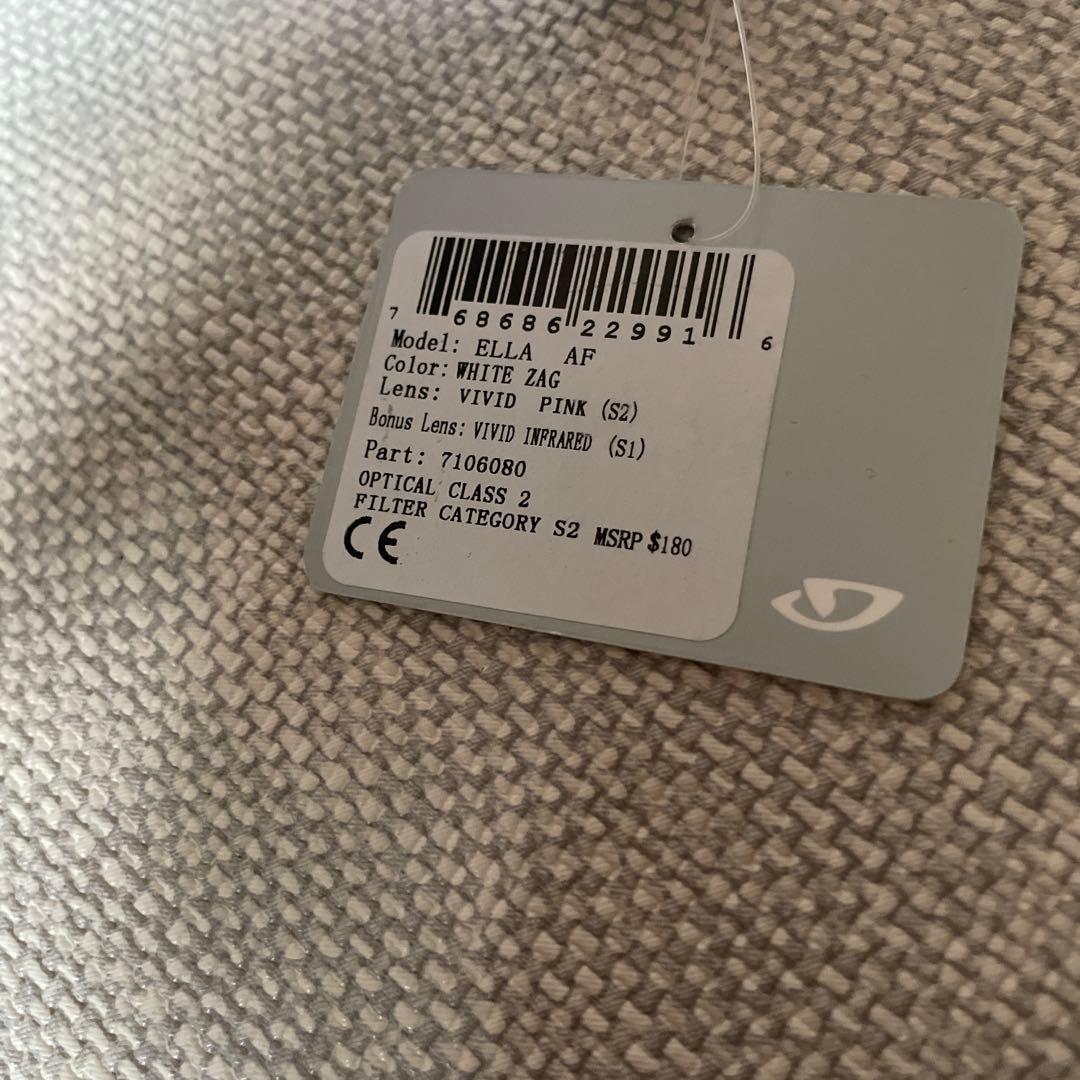 7 68686 22991 6
Model: ELLA AF
Color: WHITE ZAG
Lens: VIVID PINK (S2)
Bonus Lens: VIVID INFRARED (S1)
Part: 7106080
OPTICAL CLASS 2
FILTER CATEGORY S2 MSRP $180
CE